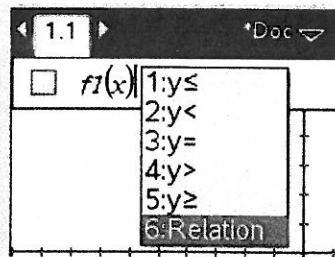 1.1
*Doc
f1(x)
1:y≤
2:y<
3:y=
4:y>
5:y≥
6:Relation